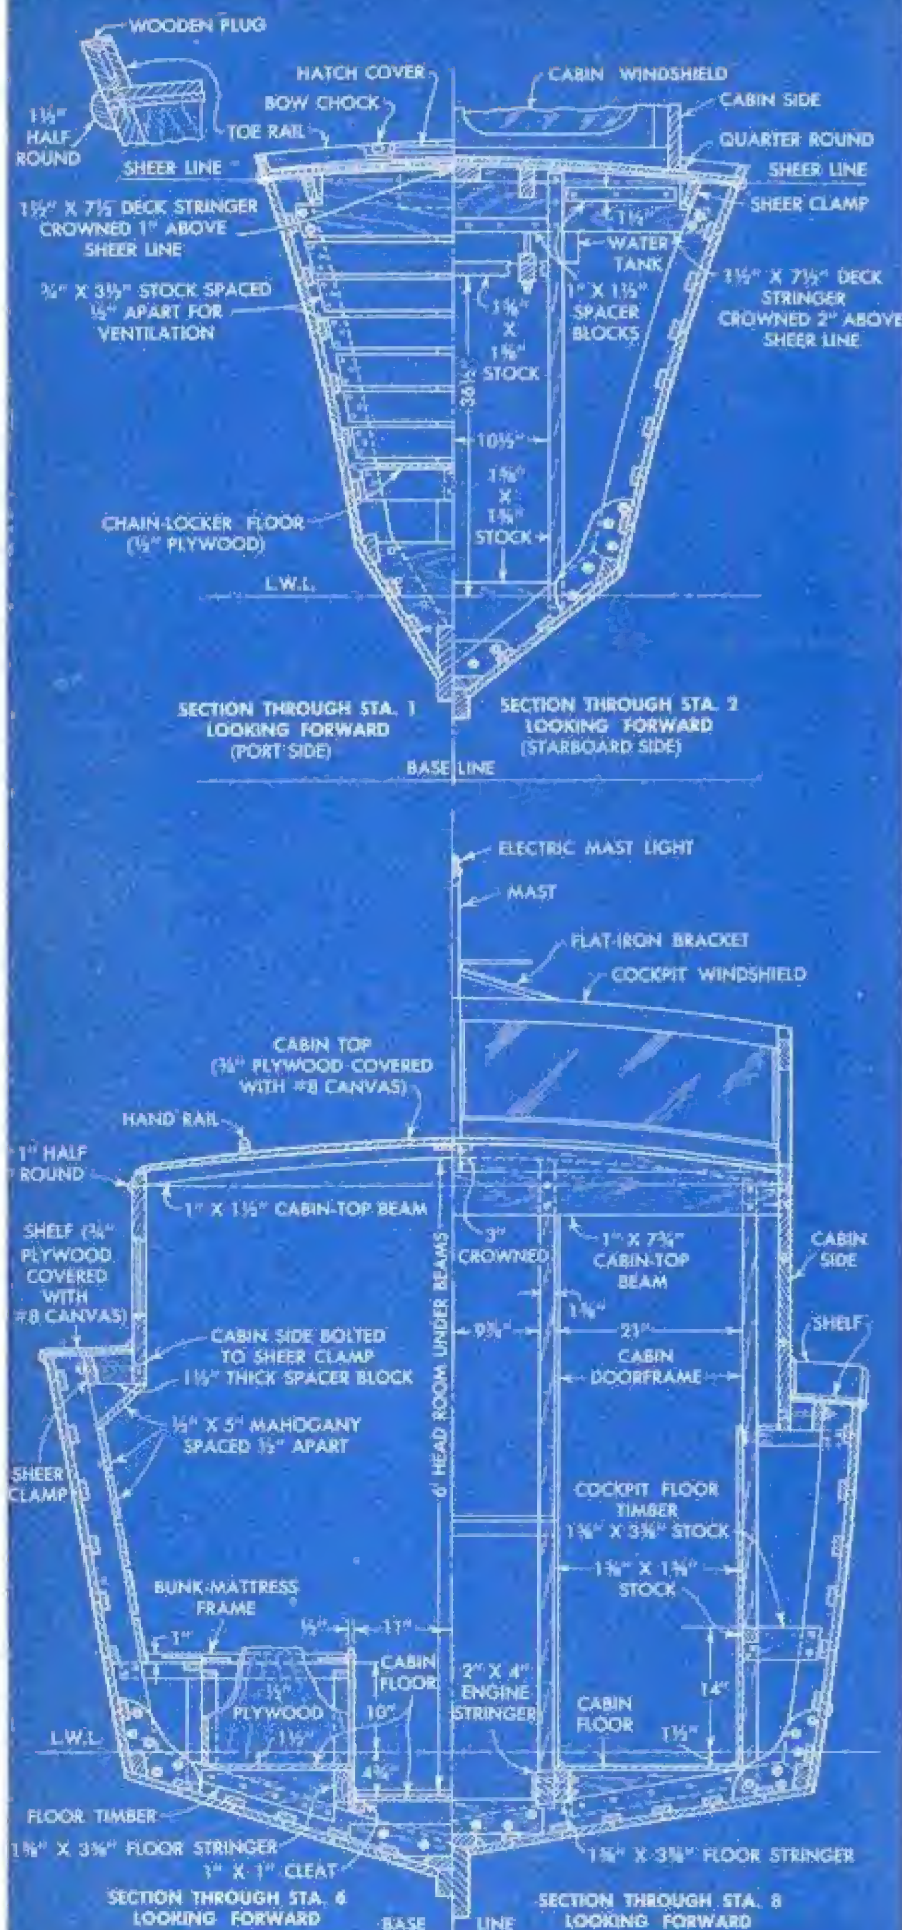 WOODEN PLUG
HATCH COVER
BOW CHOCK
CABIN WINDSHIELD
CABIN SIDE
1½"
HALF
ROUND
TOE RAIL
QUARTER ROUND
SHEER LINE
SHEER LINE
1½" X 7½ DECK STRINGER
CROWNED 1" ABOVE
SHEER LINE
SHEER CLAMP
1½"
WATER
TANK
¾" X 3½" STOCK SPACED
½" APART FOR
VENTILATION
1" X 1½"
SPACER
BLOCKS
1½" X 7½" DECK
STRINGER
CROWNED 2" ABOVE
SHEER LINE
X
STOCK
36½"
10½"
X
STOCK
CHAIN-LOCKER FLOOR
(½" PLYWOOD)
L.W.L.
SECTION THROUGH STA. 1
LOOKING FORWARD
(PORT SIDE)
SECTION THROUGH STA. 2
LOOKING FORWARD
(STARBOARD SIDE)
BASE LINE
ELECTRIC MAST LIGHT
MAST
FLAT-IRON BRACKET
COCKPIT WINDSHIELD
CABIN TOP
PLYWOOD COVERED
WITH #8 CANVAS)
HAND RAIL
1" HALF
ROUND
1" X 1½" CABIN-TOP BEAM
3"
CROWNED
1" X 7¾"
CABIN-TOP
BEAM
CABIN
SIDE
SHELF (¾"
PLYWOOD
COVERED
WITH
#8 CANVAS)
6' HEAD ROOM UNDER BEAMS
21"
SHELF
CABIN SIDE BOLTED
TO SHEER CLAMP
1½" THICK SPACER BLOCK
CABIN
DOORFRAME
½" X 5" MAHOGANY
SPACED ½" APART
SHEER
CLAMP
COCKPIT FLOOR
TIMBER
STOCK
STOCK
BUNK-MATTRESS
FRAME
½"
11"
1"
CABIN
FLOOR
½"
PLYWOOD
1½"
10"
2" X 4"
ENGINE
STRINGER
CABIN
FLOOR
14"
1½"
L.W.L.
FLOOR TIMBER
FLOOR STRINGER
1" X 1" CLEAT
FLOOR STRINGER
SECTION THROUGH STA. 6
LOOKING FORWARD
BASE LINE
SECTION THROUGH STA. 8
LOOKING FORWARD